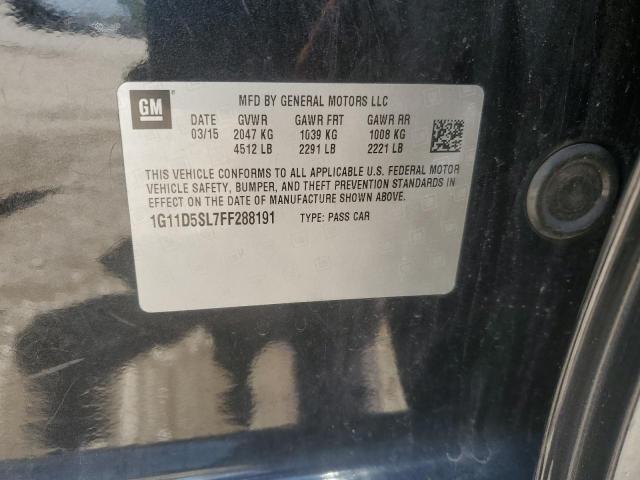 GM
MFD BY GENERAL MOTORS LLC
DATE GVWR GAWR FRT GAWR RR
03/15 2047 KG 1039 KG 1008 KG
4512 LB 2291 LB 2221 LB
THIS VEHICLE CONFORMS TO ALL APPLICABLE U.S. FEDERAL MOTOR
VEHICLE SAFETY, BUMPER, AND THEFT PREVENTION STANDARDS IN
EFFECT ON THE DATE OF MANUFACTURE SHOWN ABOVE.
1G11D5SL7FF288191 TYPE: PASS CAR